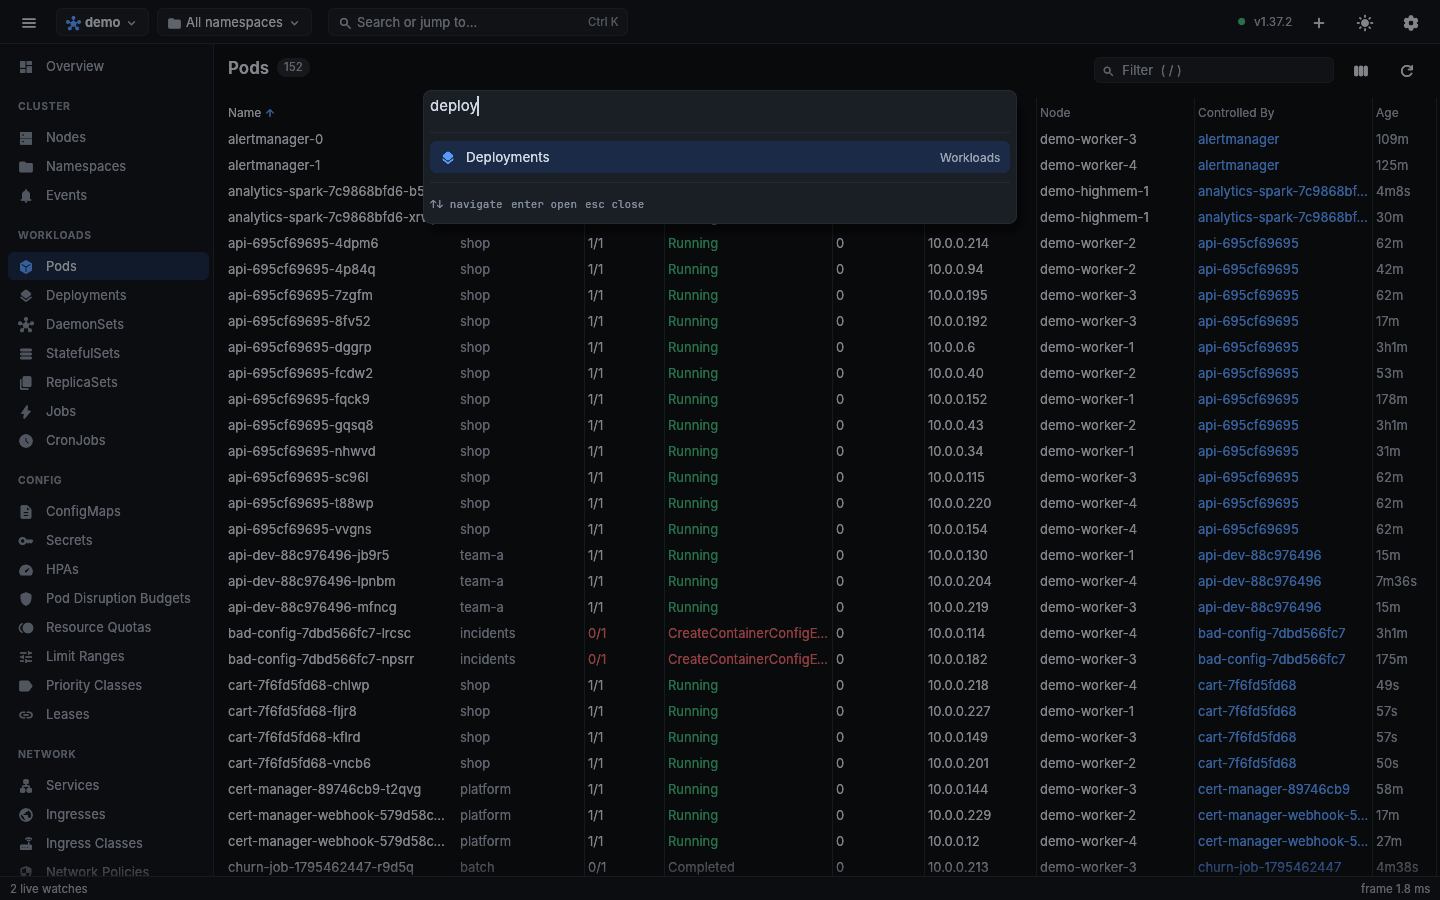 demo
All namespaces
Search or jump to...
Ctrl K
v1.37.2
Overview
CLUSTER
Nodes
Namespaces
Events
WORKLOADS
Pods
Deployments
DaemonSets
StatefulSets
ReplicaSets
Jobs
CronJobs
CONFIG
ConfigMaps
Secrets
HPAs
Pod Disruption Budgets
Resource Quotas
Limit Ranges
Priority Classes
Leases
NETWORK
Services
Ingresses
Ingress Classes
Network Policies
Pods 152
Filter ( / )
deploy
Deployments Workloads
↑↓ navigate enter open esc close
Name ↑ Node Controlled By Age
alertmanager-0 demo-worker-3 alertmanager 109m
alertmanager-1 demo-worker-4 alertmanager 125m
analytics-spark-7c9868bfd6-b5 demo-highmem-1 analytics-spark-7c9868bf... 4m8s
analytics-spark-7c9868bfd6-xrv demo-highmem-1 analytics-spark-7c9868bf... 30m
api-695cf69695-4dpm6 shop 1/1 Running 0 10.0.0.214 demo-worker-2 api-695cf69695 62m
api-695cf69695-4p84q shop 1/1 Running 0 10.0.0.94 demo-worker-2 api-695cf69695 42m
api-695cf69695-7zgfm shop 1/1 Running 0 10.0.0.195 demo-worker-3 api-695cf69695 62m
api-695cf69695-8fv52 shop 1/1 Running 0 10.0.0.192 demo-worker-3 api-695cf69695 17m
api-695cf69695-dggrp shop 1/1 Running 0 10.0.0.6 demo-worker-1 api-695cf69695 3h1m
api-695cf69695-fcdw2 shop 1/1 Running 0 10.0.0.40 demo-worker-2 api-695cf69695 53m
api-695cf69695-fqck9 shop 1/1 Running 0 10.0.0.152 demo-worker-1 api-695cf69695 178m
api-695cf69695-gqsq8 shop 1/1 Running 0 10.0.0.43 demo-worker-2 api-695cf69695 3h1m
api-695cf69695-nhwvd shop 1/1 Running 0 10.0.0.34 demo-worker-1 api-695cf69695 31m
api-695cf69695-sc96l shop 1/1 Running 0 10.0.0.115 demo-worker-3 api-695cf69695 62m
api-695cf69695-t88wp shop 1/1 Running 0 10.0.0.220 demo-worker-4 api-695cf69695 62m
api-695cf69695-vvgns shop 1/1 Running 0 10.0.0.154 demo-worker-4 api-695cf69695 62m
api-dev-88c976496-jb9r5 team-a 1/1 Running 0 10.0.0.130 demo-worker-1 api-dev-88c976496 15m
api-dev-88c976496-lpnbm team-a 1/1 Running 0 10.0.0.204 demo-worker-4 api-dev-88c976496 7m36s
api-dev-88c976496-mfncg team-a 1/1 Running 0 10.0.0.219 demo-worker-3 api-dev-88c976496 15m
bad-config-7dbd566fc7-lrcsc incidents 0/1 CreateContainerConfigE... 0 10.0.0.114 demo-worker-4 bad-config-7dbd566fc7 3h1m
bad-config-7dbd566fc7-npsrr incidents 0/1 CreateContainerConfigE... 0 10.0.0.182 demo-worker-3 bad-config-7dbd566fc7 175m
cart-7f6fd5fd68-chlwp shop 1/1 Running 0 10.0.0.218 demo-worker-4 cart-7f6fd5fd68 49s
cart-7f6fd5fd68-fljr8 shop 1/1 Running 0 10.0.0.227 demo-worker-1 cart-7f6fd5fd68 57s
cart-7f6fd5fd68-kflrd shop 1/1 Running 0 10.0.0.149 demo-worker-3 cart-7f6fd5fd68 57s
cart-7f6fd5fd68-vncb6 shop 1/1 Running 0 10.0.0.201 demo-worker-2 cart-7f6fd5fd68 50s
cert-manager-89746cb9-t2qvg platform 1/1 Running 0 10.0.0.144 demo-worker-3 cert-manager-89746cb9 58m
cert-manager-webhook-579d58c... platform 1/1 Running 0 10.0.0.229 demo-worker-2 cert-manager-webhook-5... 17m
cert-manager-webhook-579d58c... platform 1/1 Running 0 10.0.0.12 demo-worker-4 cert-manager-webhook-5... 27m
churn-job-1795462447-r9d5q batch 0/1 Completed 0 10.0.0.213 demo-worker-3 churn-job-1795462447 4m38s
2 live watches
frame 1.8 ms